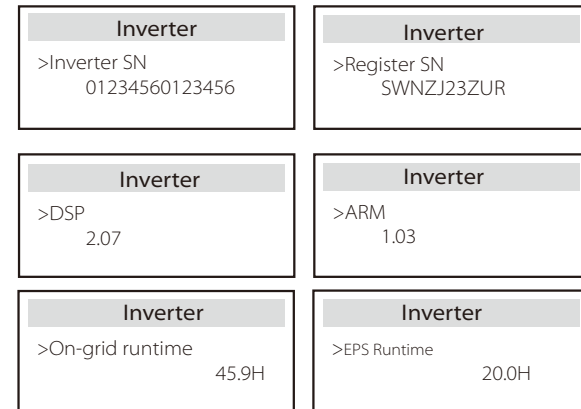 Inverter
>Inverter SN
01234560123456
Inverter
>Register SN
SWNZJ23ZUR
Inverter
>DSP
2.07
Inverter
>ARM
1.03
Inverter
>On-grid runtime
45.9H
Inverter
>EPS Runtime
20.0H